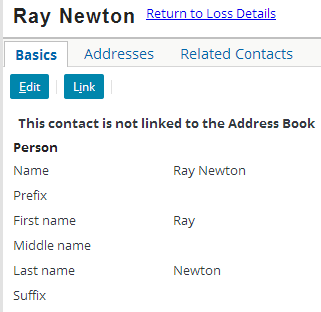 Ray Newton Return to Loss Details
Basics Addresses Related Contacts
Edit Link
This contact is not linked to the Address Book
Person
Name Ray Newton
Prefix
First name Ray
Middle name
Last name Newton
Suffix